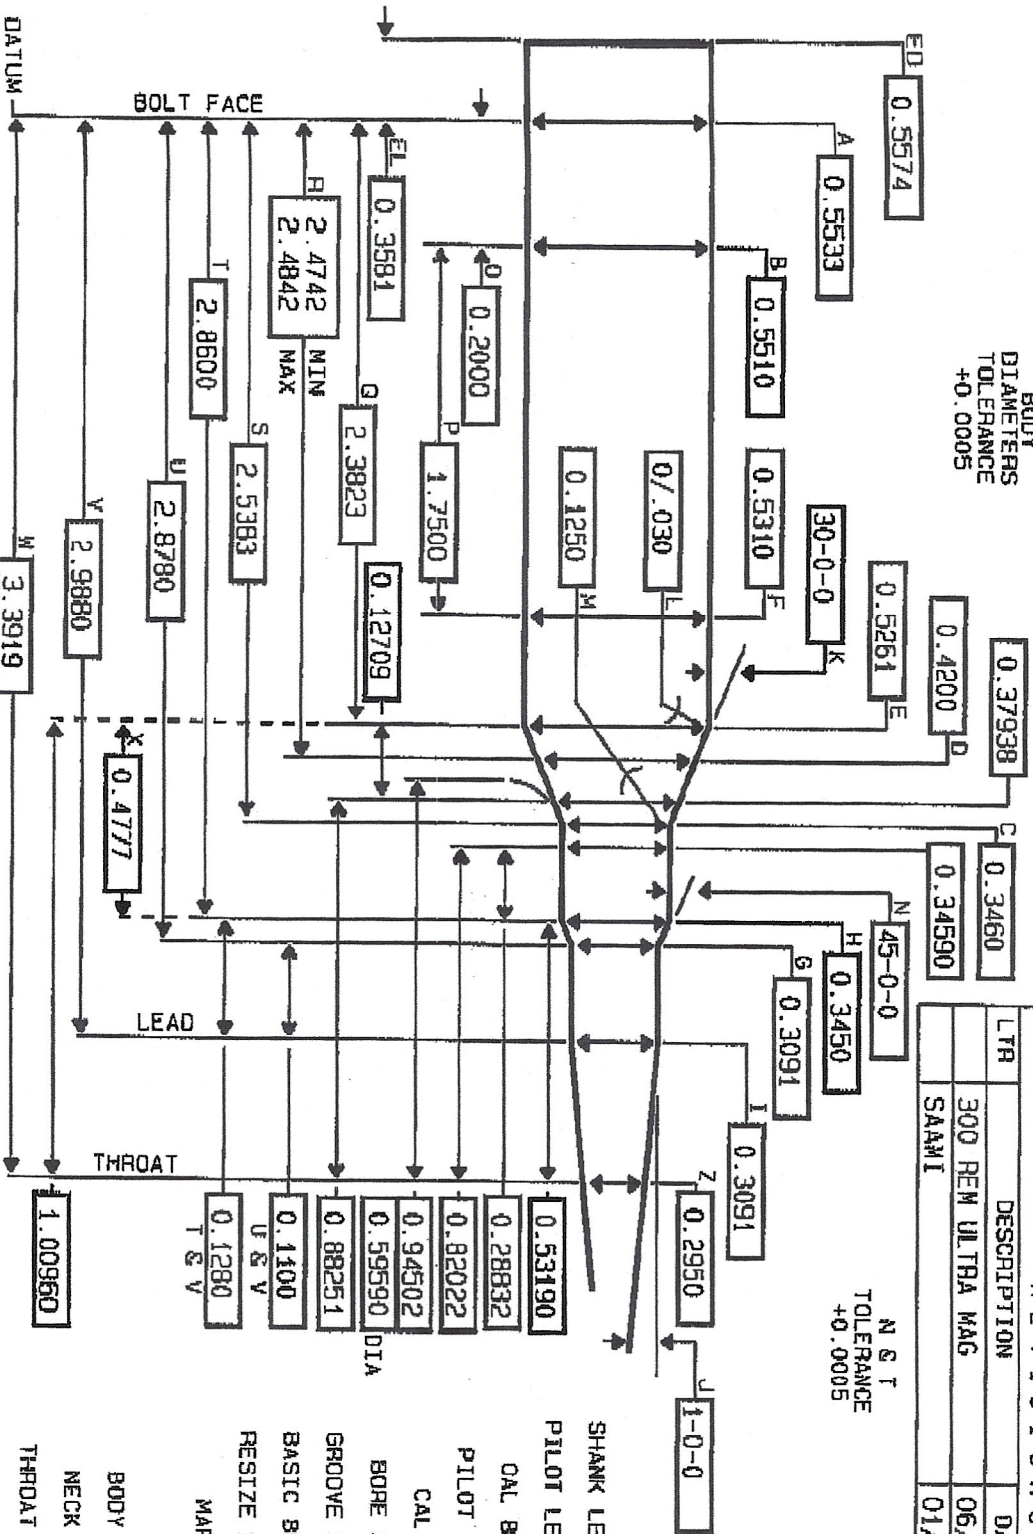 BODY
DIAMETERS
TOLERANCE
+0.0005
LTR DESCRIPTION
300 REM ULTRA MAG
SAAMI
N & T
TOLERANCE
+0.0005
ED 0.5574
A 0.5533
B 0.5510
0.37938
C 0.3460
D 0.4200
0.34590
E 0.5261
N 45-0-0
30-0-0 K
H 0.3450
F 0.5310
G 0.3091
I 0.3091
0/.030 L
Z 0.2950
J 1-0-0
0.1250 M
SHANK
0.53190 PILOT
O 0.2000
0.28832 CAL
P 1.7500
0.82022 PILOT
0.94502 CAL
EL 0.3581
0.12709
0.59590 DIA BORE
Q 2.3823
0.88251 GROOVE
R 2.4742 MIN
2.4842 MAX
0.1100 BASIC
U & V
S 2.5383
RESIZE
T 2.8600
0.1280
T & V
U 2.8780
BOLT FACE
LEAD
THROAT
X 0.4777
BODY
V 2.9880
NECK
1.00960
W 3.3919
THROAT
DATUM